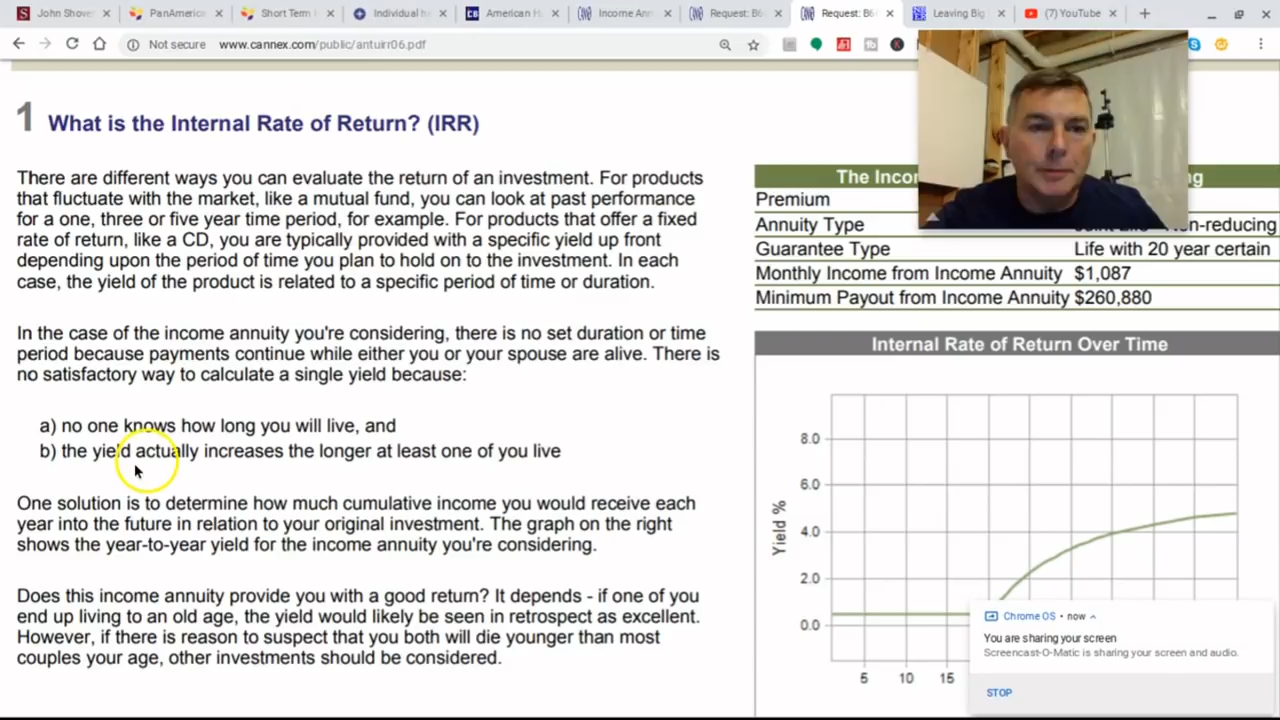 John Shove
PanAmerica
Short Term I
Individual h
American H
Income Ann
Request: B6
Request: B6
Leaving Big
(7) YouTube
Not secure
www.cannex.com/public/antuirr06.pdf
1 What is the Internal Rate of Return? (IRR)
There are different ways you can evaluate the return of an investment. For products
that fluctuate with the market, like a mutual fund, you can look at past performance
for a one, three or five year time period, for example. For products that offer a fixed
rate of return, like a CD, you are typically provided with a specific yield up front
depending upon the period of time you plan to hold on to the investment. In each
case, the yield of the product is related to a specific period of time or duration.
In the case of the income annuity you're considering, there is no set duration or time
period because payments continue while either you or your spouse are alive. There is
no satisfactory way to calculate a single yield because:
a) no one knows how long you will live, and
b) the yield actually increases the longer at least one of you live
One solution is to determine how much cumulative income you would receive each
year into the future in relation to your original investment. The graph on the right
shows the year-to-year yield for the income annuity you're considering.
Does this income annuity provide you with a good return? It depends - if one of you
end up living to an old age, the yield would likely be seen in retrospect as excellent.
However, if there is reason to suspect that you both will die younger than most
couples your age, other investments should be considered.
The Incor
ng
Premium
Annuity Type
n-reducing
Guarantee Type Life with 20 year certain
Monthly Income from Income Annuity $1,087
Minimum Payout from Income Annuity $260,880
Internal Rate of Return Over Time
8.0
6.0
4.0
2.0
0.0
Yield %
5 10 15
Chrome OS • now
You are sharing your screen
Screencast-O-Matic is sharing your screen and audio.
STOP